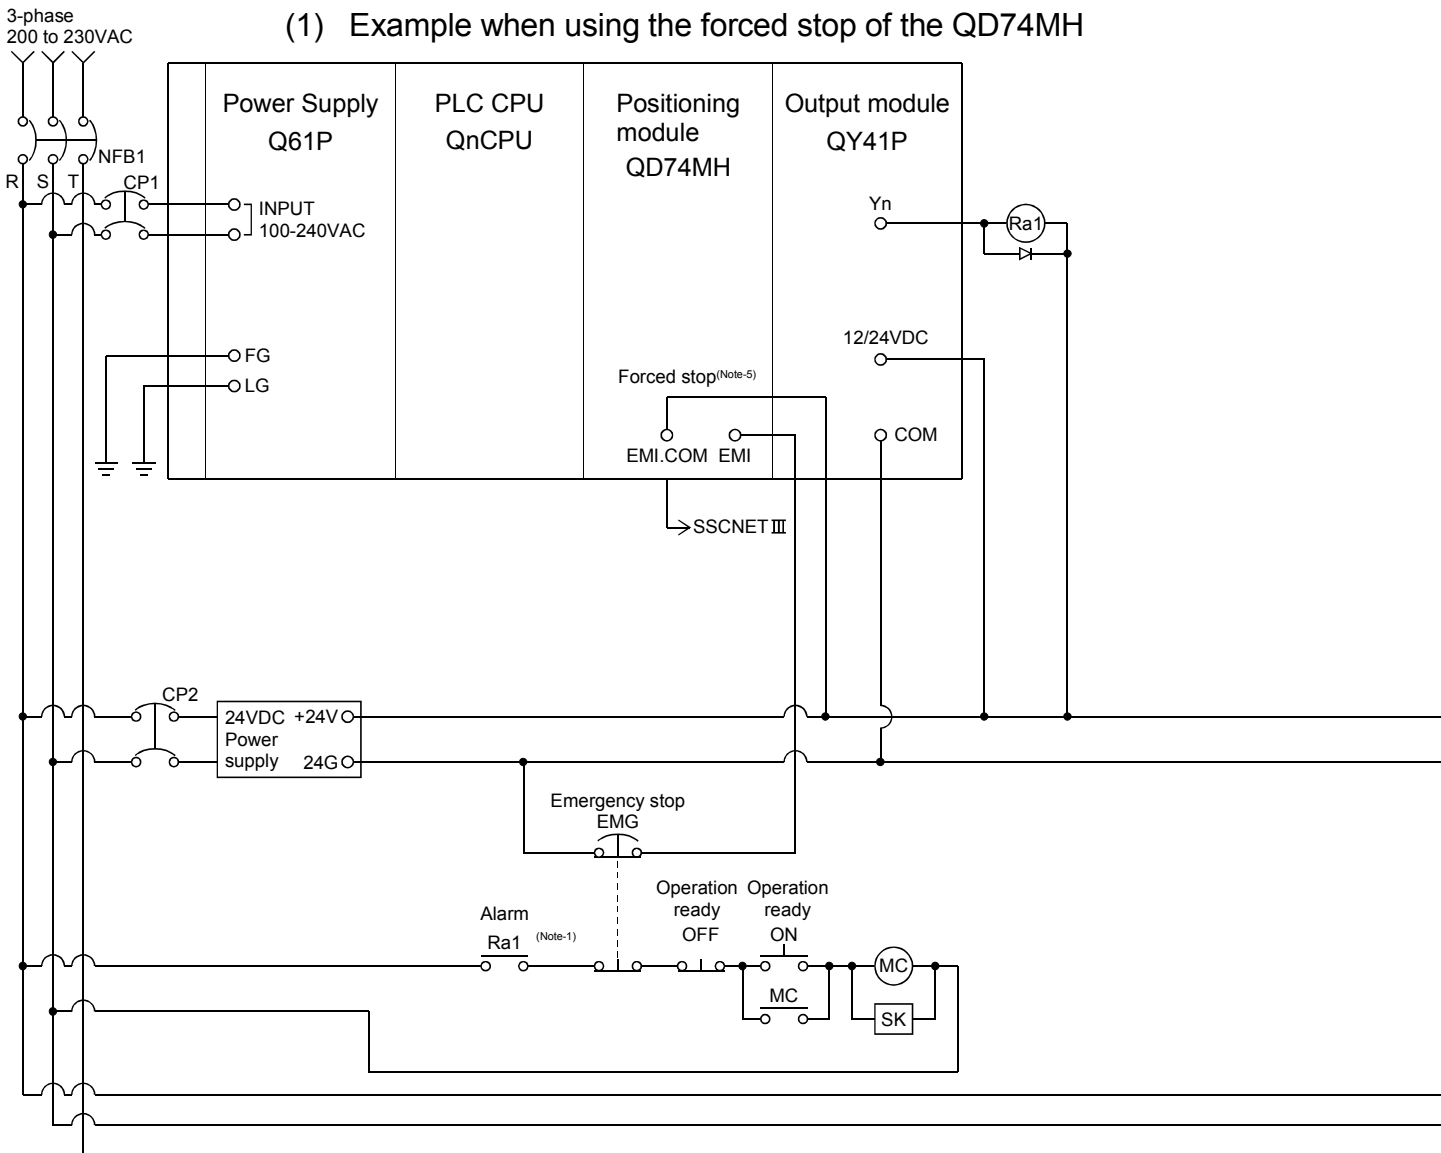 3-phase
200 to 230VAC
(1) Example when using the forced stop of the QD74MH
Power Supply
Q61P
PLC CPU
QnCPU
Positioning
module
QD74MH
Output module
QY41P
NFB1
R S T
CP1
INPUT
100-240VAC
Yn
Ra1
12/24VDC
FG
LG
Forced stop(Note-5)
COM
EMI.COM EMI
SSCNETⅢ
CP2
24VDC +24V
Power
supply 24G
Emergency stop
EMG
Operation Operation
ready ready
OFF ON
Alarm
Ra1 (Note-1)
MC
MC
SK